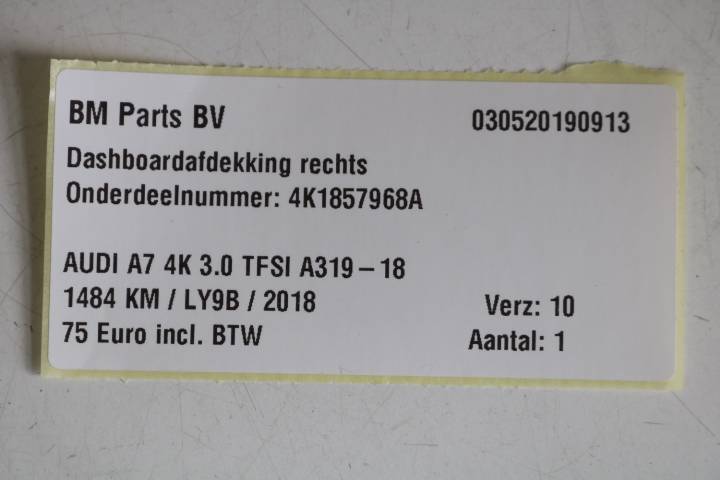 BM Parts BV 030520190913
Dashboardafdekking rechts
Onderdeelnummer: 4K1857968A
AUDI A7 4K 3.0 TFSI A319-18
1484 KM / LY9B / 2018 Verz: 10
75 Euro incl. BTW Aantal: 1